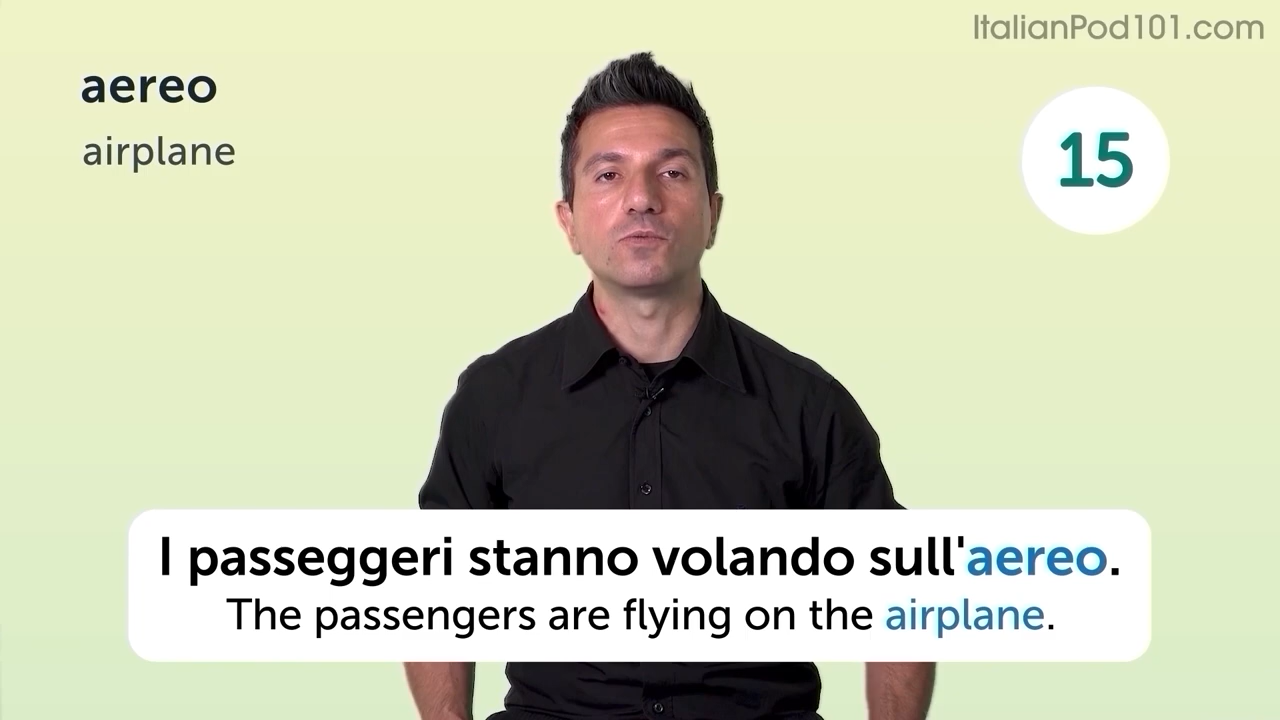 ItalianPod101.com
aereo
airplane
15
I passeggeri stanno volando sull'aereo.
The passengers are flying on the airplane.